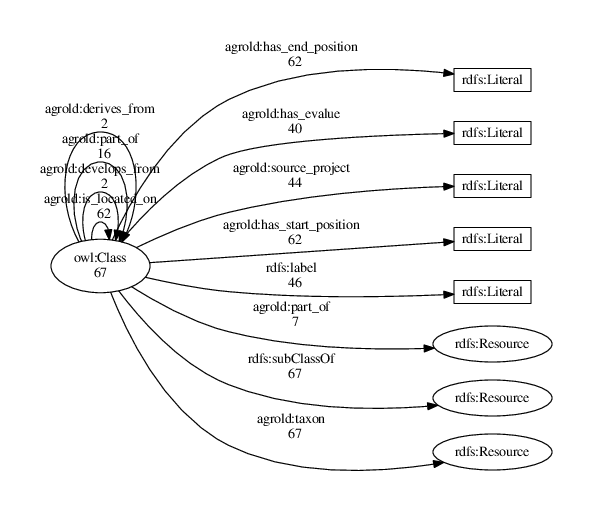 agrold:has_end_position
62
rdfs:Literal
agrold:has_evalue
40
rdfs:Literal
agrold:derives_from
2
agrold:part_of
16
agrold:develops_from
2
agrold:is_located_on
62
agrold:source_project
44
rdfs:Literal
agrold:has_start_position
62
rdfs:Literal
owl:Class
67
rdfs:label
46
rdfs:Literal
agrold:part_of
7
rdfs:Resource
rdfs:subClassOf
67
rdfs:Resource
agrold:taxon
67
rdfs:Resource